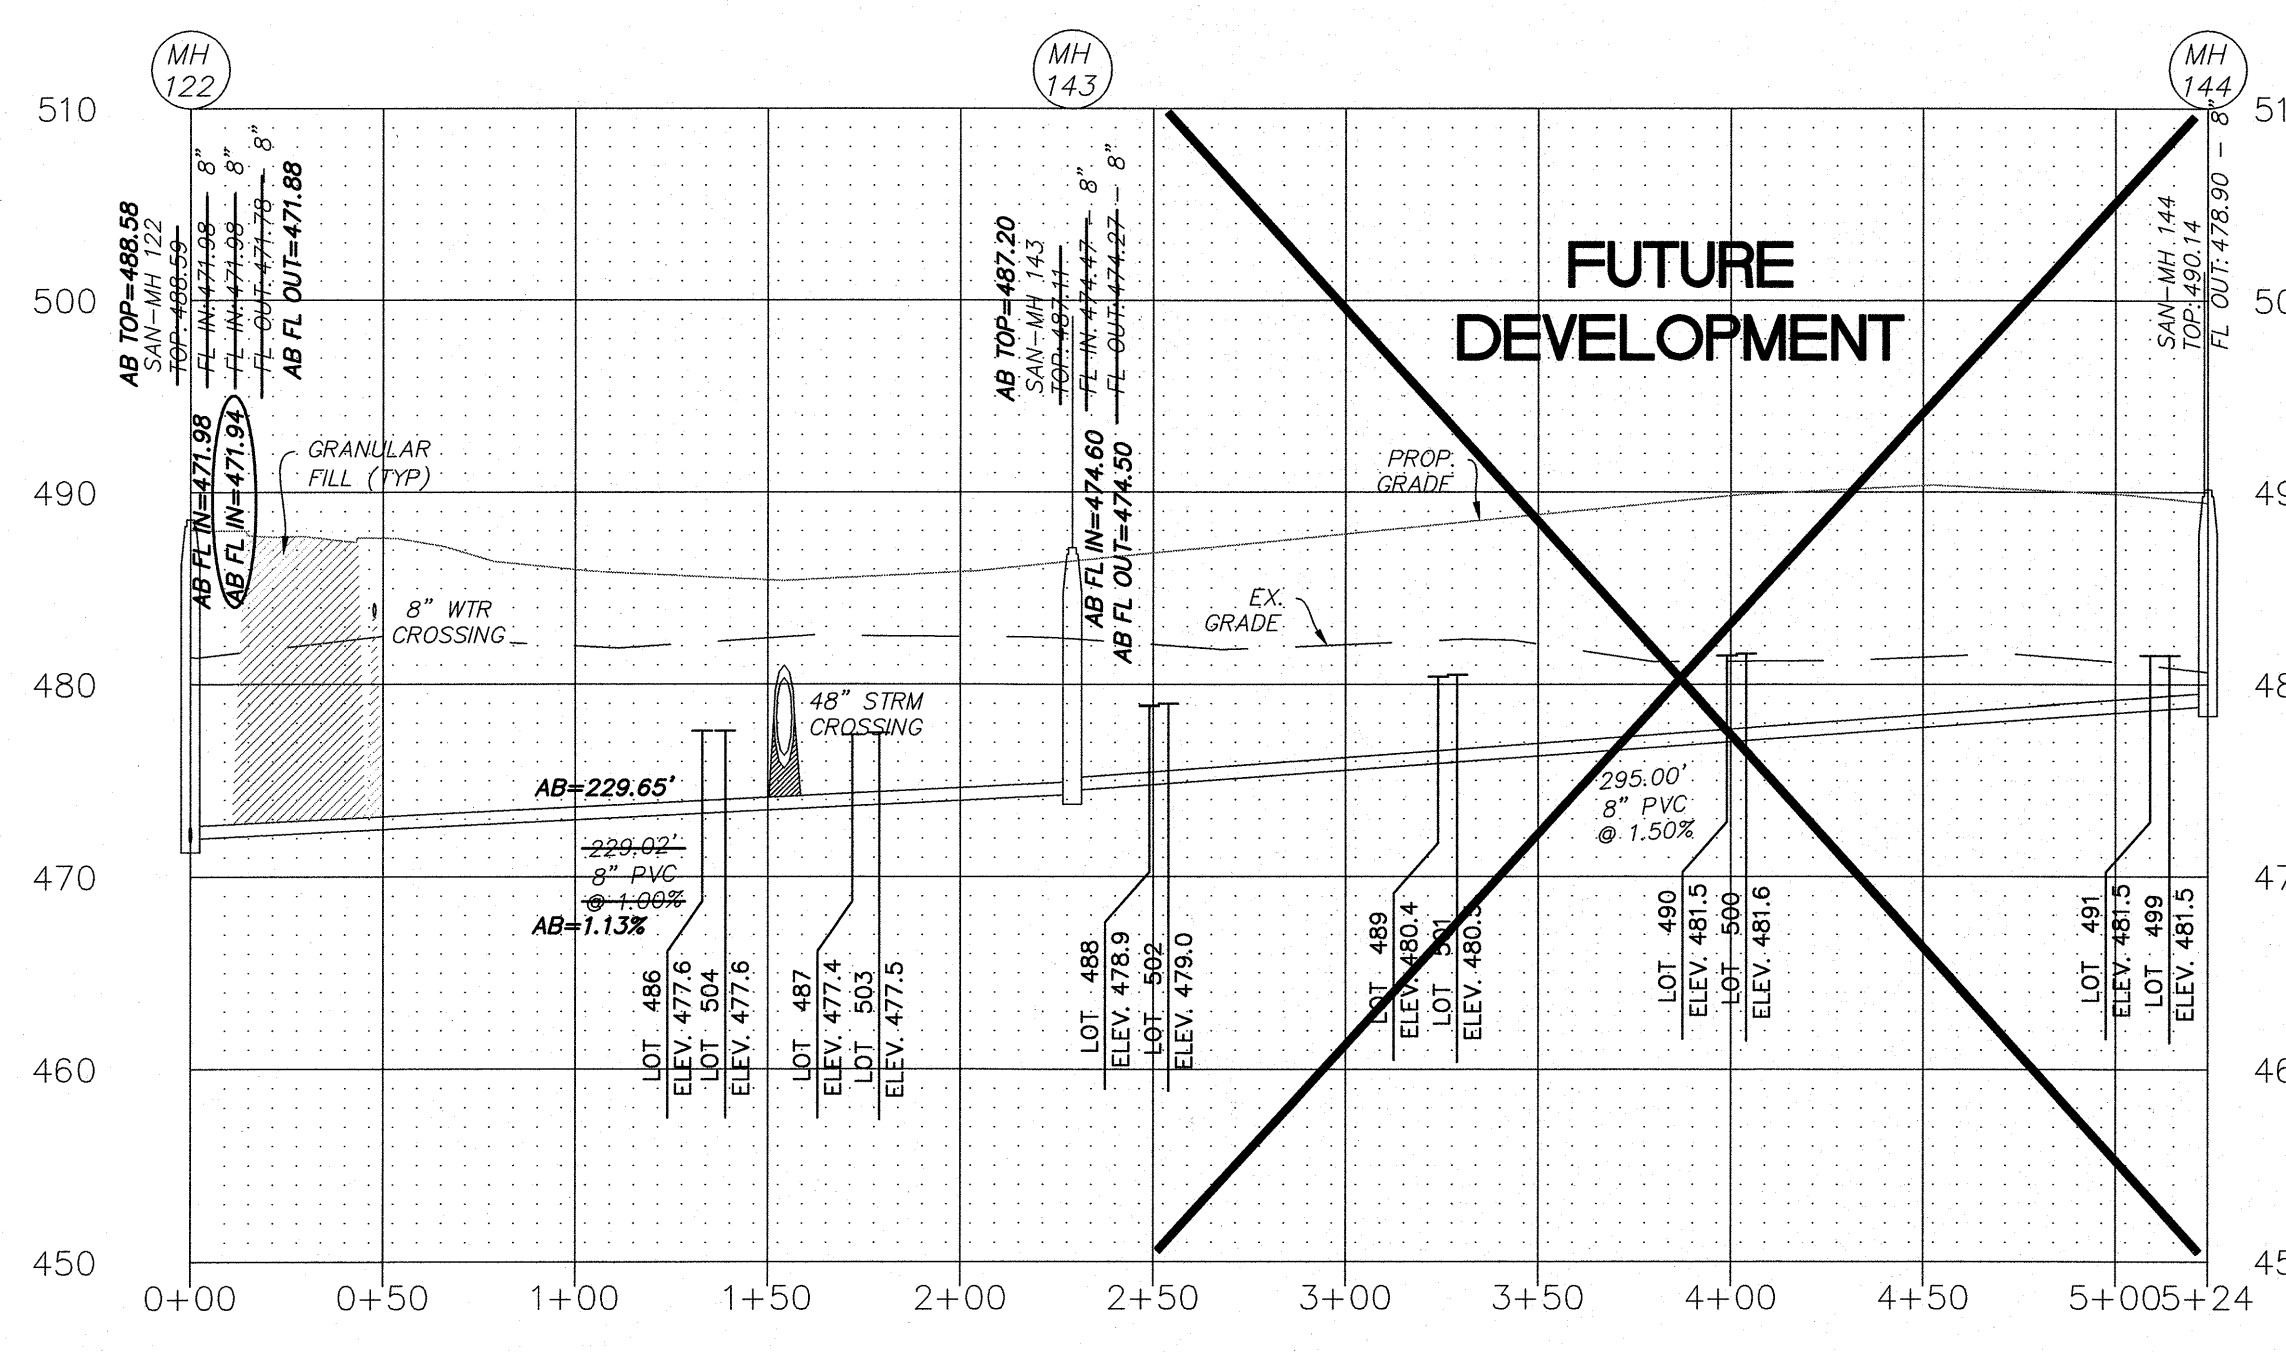 MH
122
MH
143
MH
144
510
500
490
480
470
460
450
AB TOP=488.58
SAN-MH 122
TOP: 488.59
FL IN: 471.98 - 8"
FL IN: 471.98 - 8"
FL OUT: 471.78 - 8"
AB FL OUT=471.88
AB FL IN=471.98
AB FL IN=471.94
GRANULAR
FILL (TYP)
8" WTR
CROSSING
AB TOP=487.20
SAN-MH 143
TOP: 487.11
FL IN: 474.47 - 8"
FL OUT: 474.27 - 8"
AB FL IN=474.60
AB FL OUT=474.50
FUTURE
DEVELOPMENT
PROP.
GRADE
EX.
GRADE
SAN-MH 144
TOP: 490.14
FL OUT: 478.90 - 8"
48" STRM
CROSSING
AB=229.65'
229.02'
8" PVC
@ 1.00%
AB=1.13%
295.00'
8" PVC
@ 1.50%
LOT 486
ELEV. 477.6
LOT 504
ELEV. 477.6
LOT 487
ELEV. 477.4
LOT 503
ELEV. 477.5
LOT 488
ELEV. 478.9
LOT 502
ELEV. 479.0
LOT 489
ELEV. 480.4
LOT 501
ELEV. 480.5
LOT 490
ELEV. 481.5
LOT 500
ELEV. 481.6
LOT 491
ELEV. 481.5
LOT 499
ELEV. 481.5
51
50
49
48
47
46
45
0+00 0+50 1+00 1+50 2+00 2+50 3+00 3+50 4+00 4+50 5+00 5+24